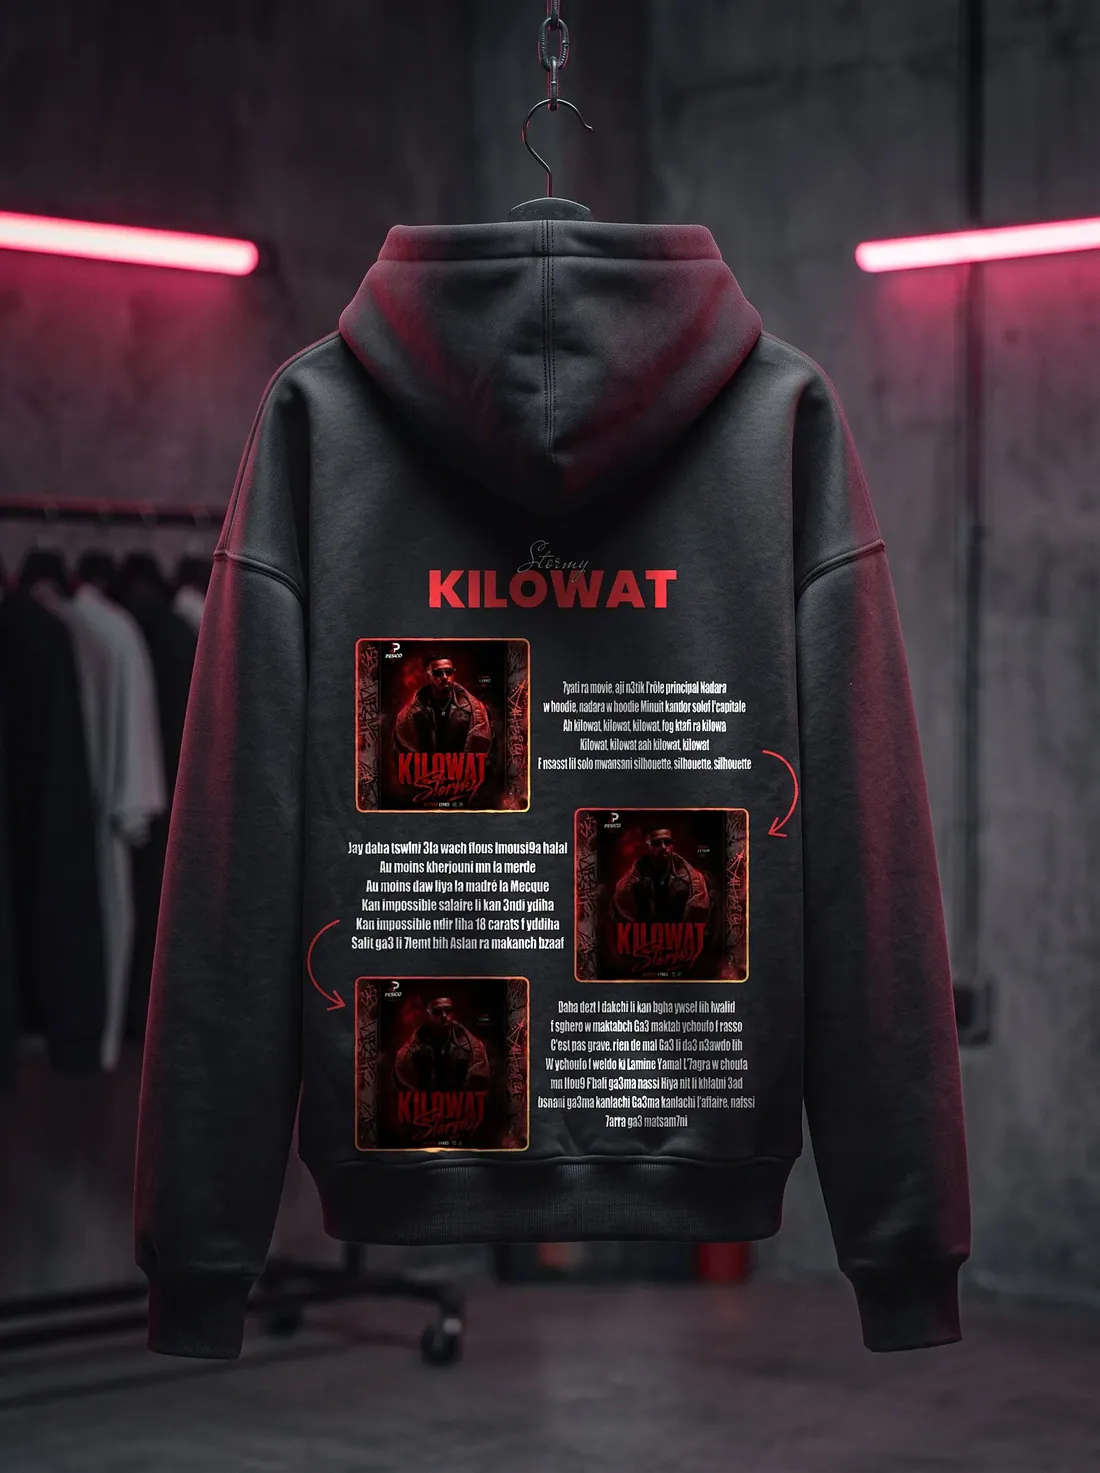 Stormy
KILOWAT
PESICO
KILOWAT
Stormy
7yati ra movie, aji n3tik l'rôle principal Nadara
w hoodie, nadara w hoodie Minuit kandor solof l'capitale
Ah kilowat, kilowat, kilowat, fog ktafi ra kilowa
Kilowat, kilowat aah kilowat, kilowat
F nsasst lil solo mwansani silhouette, silhouette, silhouette
PESICO
KILOWAT
Stormy
Jay daba tswlni 3la wach flous lmousi9a halal
Au moins kherjouni mn la merde
Au moins daw liya la madré la Mecque
Kan impossible salaire li kan 3ndi ydiha
Kan impossible ndir liha 18 carats f yddiha
Salit ga3 li 7lemt bih Aslan ra makanch bzaaf
PESICO
KILOWAT
Stormy
Daba dezt l dakchi li kan bgha ywsel lih lwalid
f sghero w maktabch Ga3 maktab ychoufo f rasso
C'est pas grave, rien de mal Ga3 li da3 n3awdo lih
W ychoufo f weldo ki Lamine Yamal L'7agra w choufa
mn lfou9 F'bali ga3ma nassi Hiya nit li khlatni 3ad
bsnani ga3ma kanlachi Ga3ma kanlachi l'affaire, nafssi
7arra ga3 matsam7ni